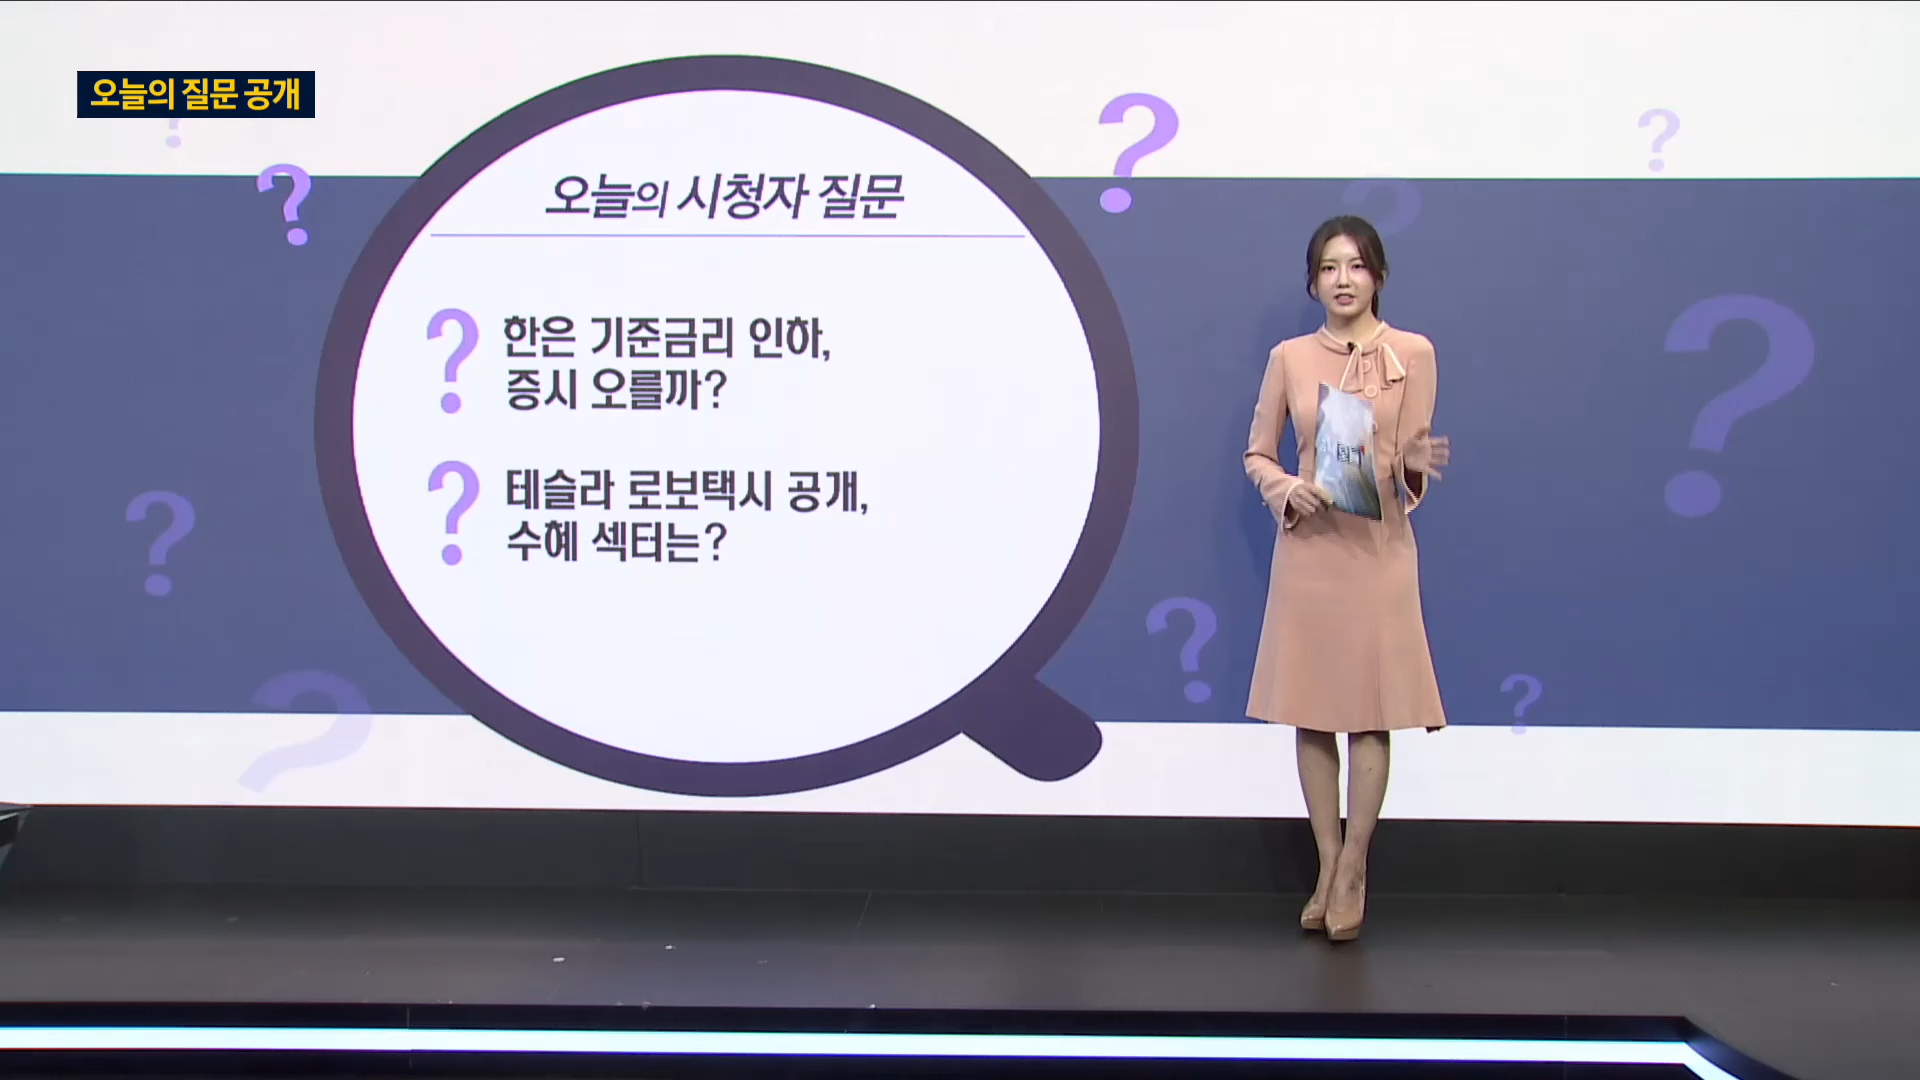 오늘의 질문 공개
오늘의 시청자 질문
한은 기준금리 인하,
증시 오를까?
테슬라 로보택시 공개,
수혜 섹터는?